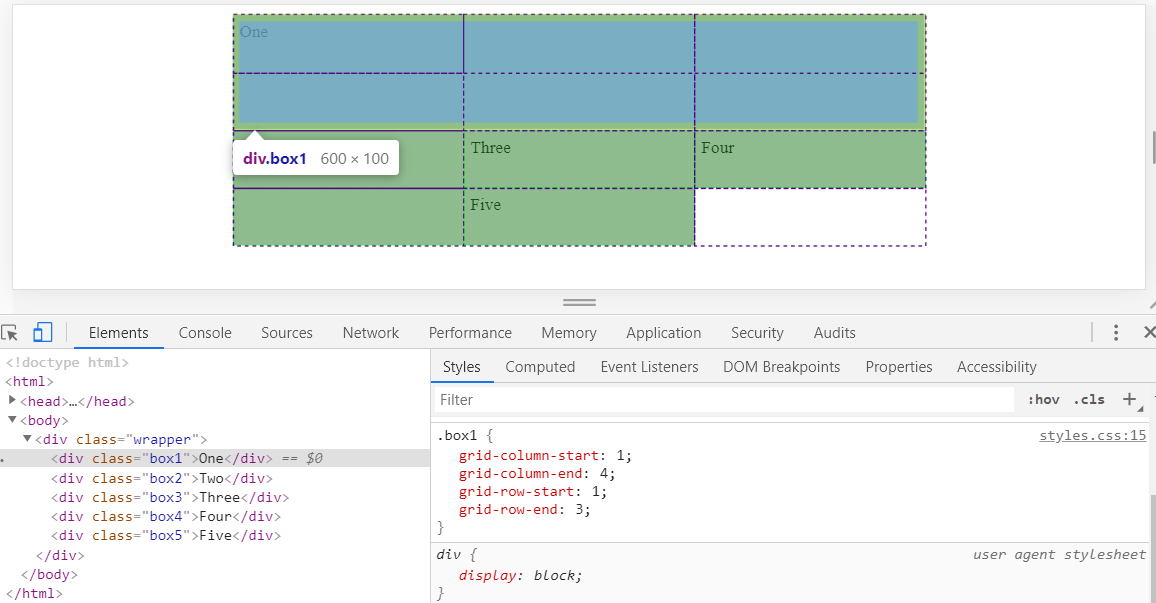 One
Three
Four
div.box1 600 × 100
Five
Elements Console Sources Network Performance Memory Application Security Audits
<!doctype html>
<html>
<head>…</head>
<body>
<div class="wrapper">
<div class="box1">One</div> == $0
<div class="box2">Two</div>
<div class="box3">Three</div>
<div class="box4">Four</div>
<div class="box5">Five</div>
</div>
</body>
</html>
Styles Computed Event Listeners DOM Breakpoints Properties Accessibility
Filter :hov .cls +
.box1 { styles.css:15
grid-column-start: 1;
grid-column-end: 4;
grid-row-start: 1;
grid-row-end: 3;
}
div { user agent stylesheet
display: block;
}